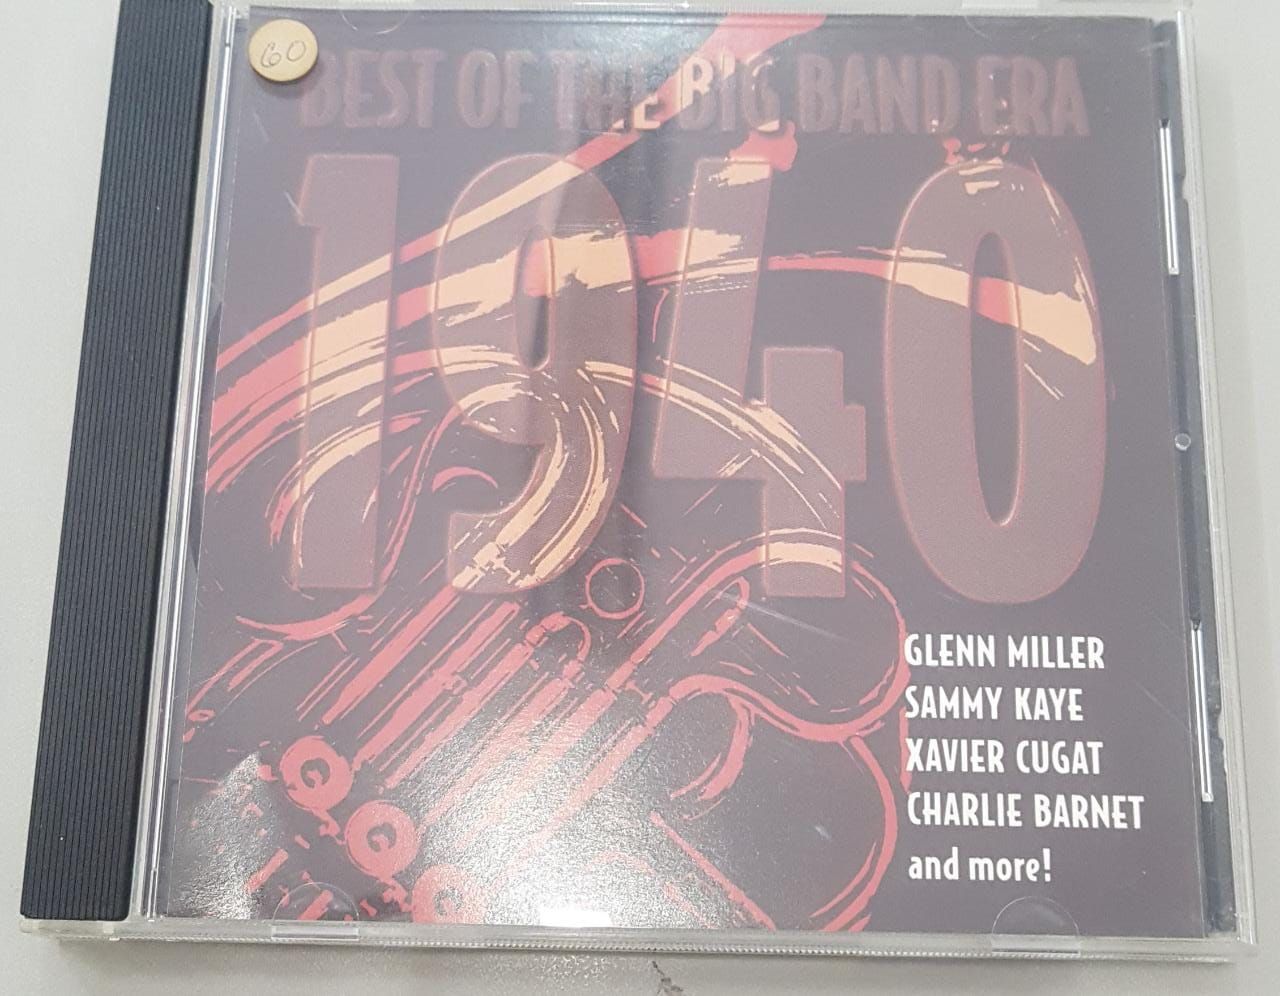 60
BEST OF THE BIG BAND ERA
1940
GLENN MILLER
SAMMY KAYE
XAVIER CUGAT
CHARLIE BARNET
and more!